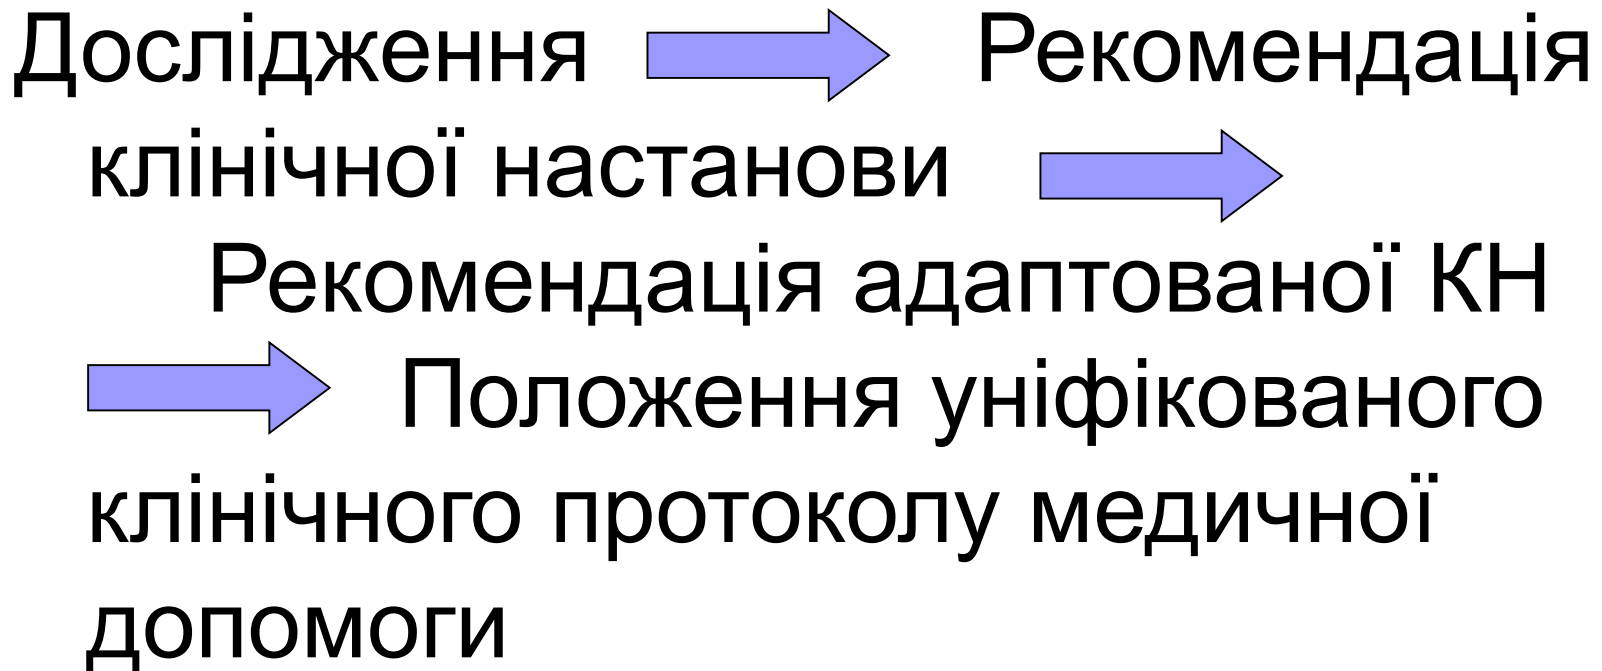 Дослідження Рекомендація
клінічної настанови
Рекомендація адаптованої КН
Положення уніфікованого
клінічного протоколу медичної
допомоги